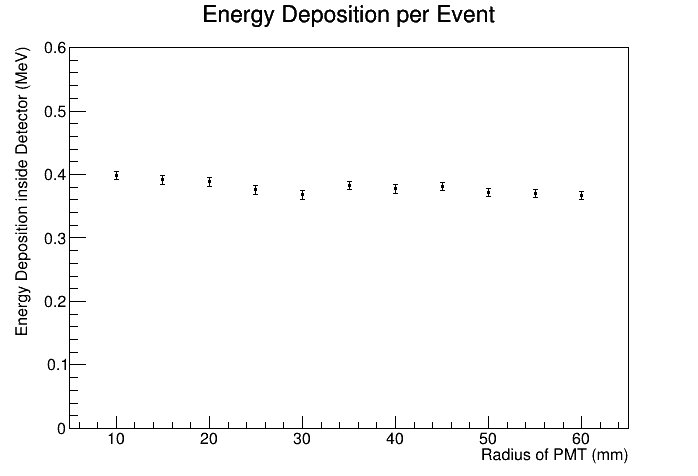 Energy Deposition per Event
Energy Deposition inside Detector (MeV)
0.6
0.5
0.4
0.3
0.2
0.1
0
10 20 30 40 50 60
Radius of PMT (mm)